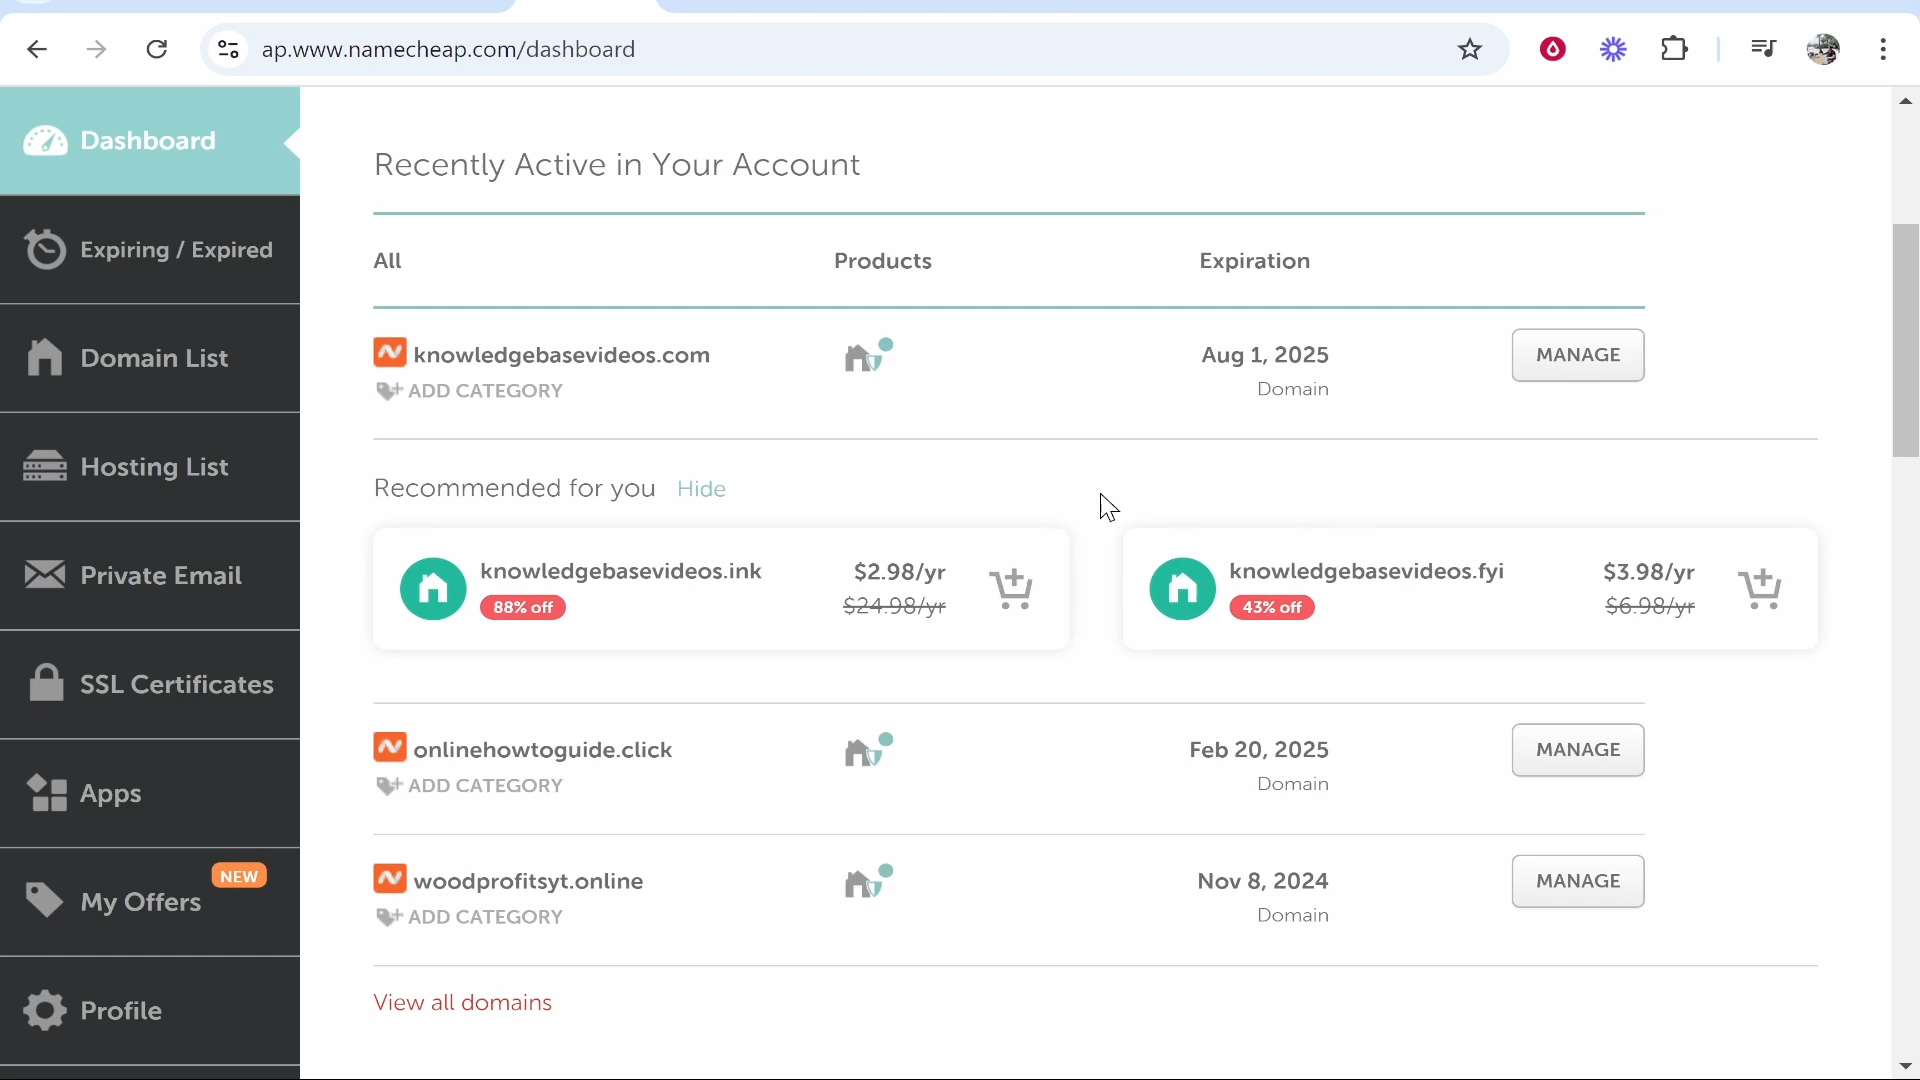 ap.www.namecheap.com/dashboard
Dashboard
Expiring / Expired
Domain List
Hosting List
Private Email
SSL Certificates
Apps
NEW
My Offers
Profile
Recently Active in Your Account
All Products Expiration
knowledgebasevideos.com Aug 1, 2025 MANAGE
ADD CATEGORY Domain
Recommended for you Hide
knowledgebasevideos.ink $2.98/yr
88% off $24.98/yr
knowledgebasevideos.fyi $3.98/yr
43% off $6.98/yr
onlinehowtoguide.click Feb 20, 2025 MANAGE
ADD CATEGORY Domain
woodprofitsyt.online Nov 8, 2024 MANAGE
ADD CATEGORY Domain
View all domains